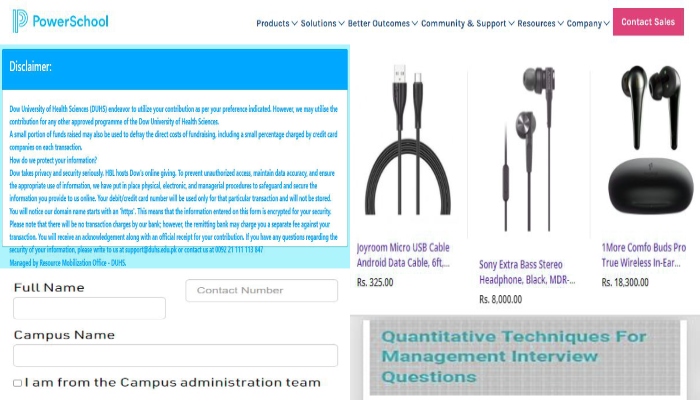 PowerSchool
Products Solutions Better Outcomes Community & Support Resources Company Contact Sales
Disclaimer:
Dow University of Health Sciences (DUHS) endeavor to utilize your contribution as per your preference indicated. However, we may utilise the
contribution for any other approved programme of the Dow University of Health Sciences.
A small portion of funds raised may also be used to defray the direct costs of fundraising, including a small percentage charged by credit card
companies on each transaction.
How do we protect your information?
Dow takes privacy and security seriously. HBL hosts Dow's online giving. To prevent unauthorized access, maintain data accuracy, and ensure
the appropriate use of information, we have put in place physical, electronic, and managerial procedures to safeguard and secure the
information you provide to us online. Your debit/credit card number will be used only for that particular transaction and will not be stored.
You will notice our domain name starts with an 'https'. This means that the information entered on this form is encrypted for your security.
Please note that there will be no transaction charges by our bank; however, the remitting bank may charge you a separate fee against your
transaction. You will receive an acknowledgement along with an official receipt for your contribution. If you have any questions regarding the
security of your information, please write to us at support@duhs.edu.pk or contact us at 0092 21 111 113 847
Managed by Resource Mobilization Office - DUHS.
Joyroom Micro USB Cable
Android Data Cable, 6ft,...
Rs. 325.00
Sony Extra Bass Stereo
Headphone, Black, MDR-...
Rs. 8,000.00
1More Comfo Buds Pro
True Wireless In-Ear...
Rs. 18,300.00
Full Name
Contact Number
Campus Name
I am from the Campus administration team
Quantitative Techniques For
Management Interview
Questions